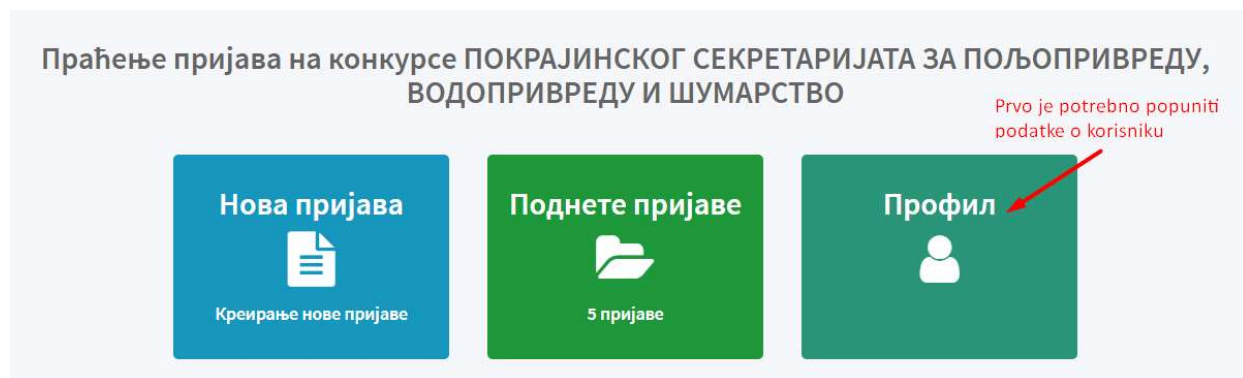 Праћење пријава на конкурсе ПОКРАЈИНСКОГ СЕКРЕТАРИЈАТА ЗА ПОЉОПРИВРЕДУ,
ВОДОПРИВРЕДУ И ШУМАРСТВО
Prvo je potrebno popuniti
podatke o korisniku
Нова пријава
Креирање нове пријаве
Поднете пријаве
5 пријаве
Профил